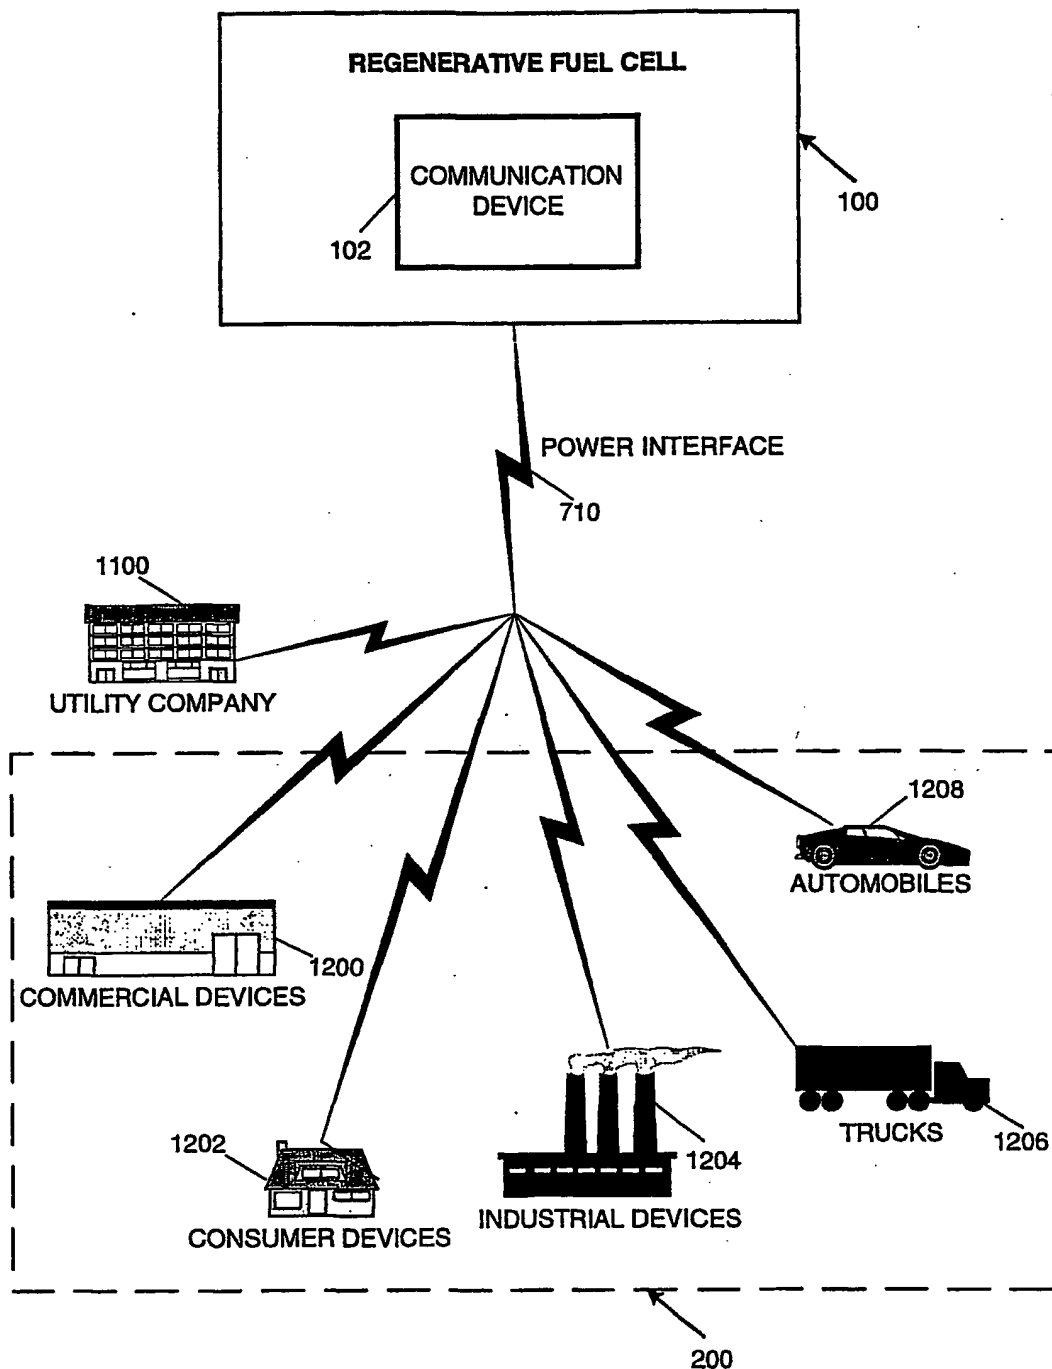 REGENERATIVE FUEL CELL
COMMUNICATION
DEVICE
100
102
POWER INTERFACE
710
1100
UTILITY COMPANY
1208
AUTOMOBILES
1200
COMMERCIAL DEVICES
1202
CONSUMER DEVICES
1204
INDUSTRIAL DEVICES
TRUCKS
1206
200